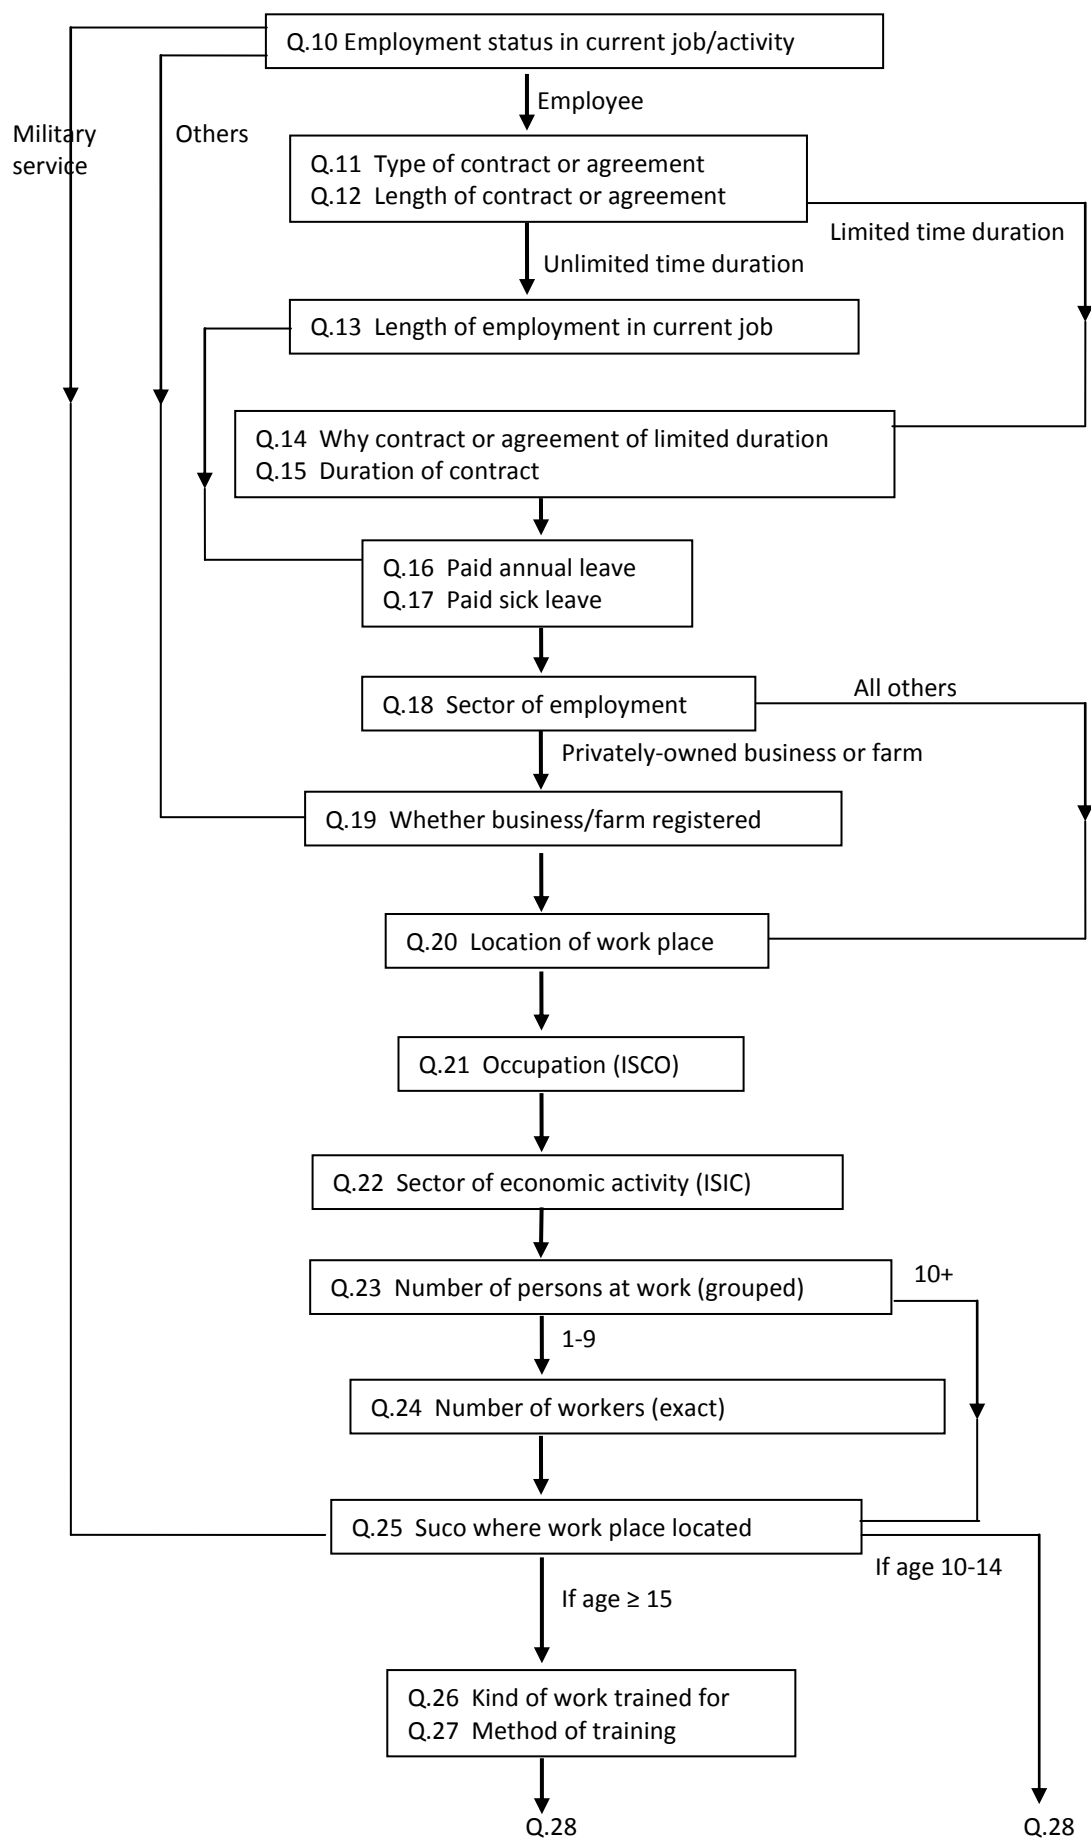 Q.10 Employment status in current job/activity
Employee
Military
service
Others
Q.11 Type of contract or agreement
Q.12 Length of contract or agreement
Limited time duration
Unlimited time duration
Q.13 Length of employment in current job
Q.14 Why contract or agreement of limited duration
Q.15 Duration of contract
Q.16 Paid annual leave
Q.17 Paid sick leave
All others
Q.18 Sector of employment
Privately-owned business or farm
Q.19 Whether business/farm registered
Q.20 Location of work place
Q.21 Occupation (ISCO)
Q.22 Sector of economic activity (ISIC)
10+
Q.23 Number of persons at work (grouped)
1-9
Q.24 Number of workers (exact)
Q.25 Suco where work place located
If age 10-14
If age ≥ 15
Q.26 Kind of work trained for
Q.27 Method of training
Q.28
Q.28